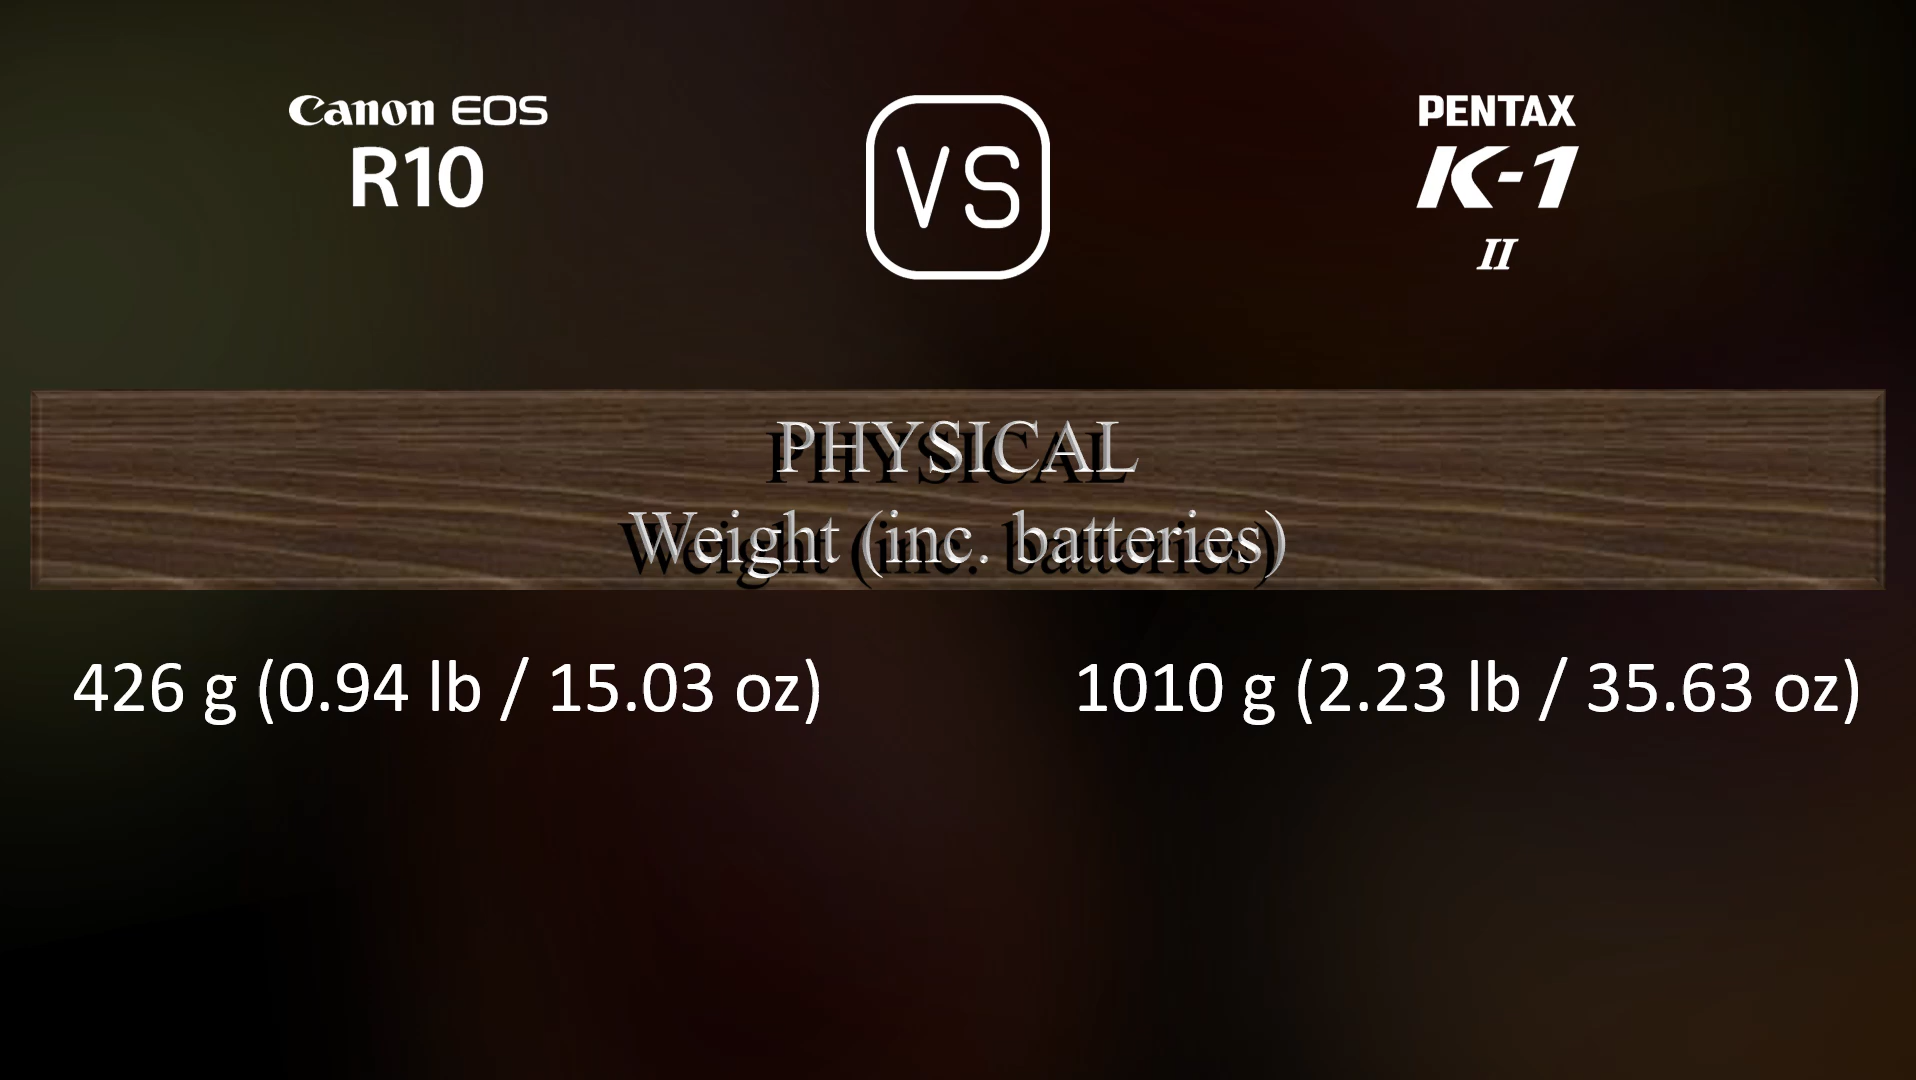 Canon EOS
R10
VS
PENTAX
K-1
II
PHYSICAL
Weight (inc. batteries)
426 g (0.94 lb / 15.03 oz)
1010 g (2.23 lb / 35.63 oz)